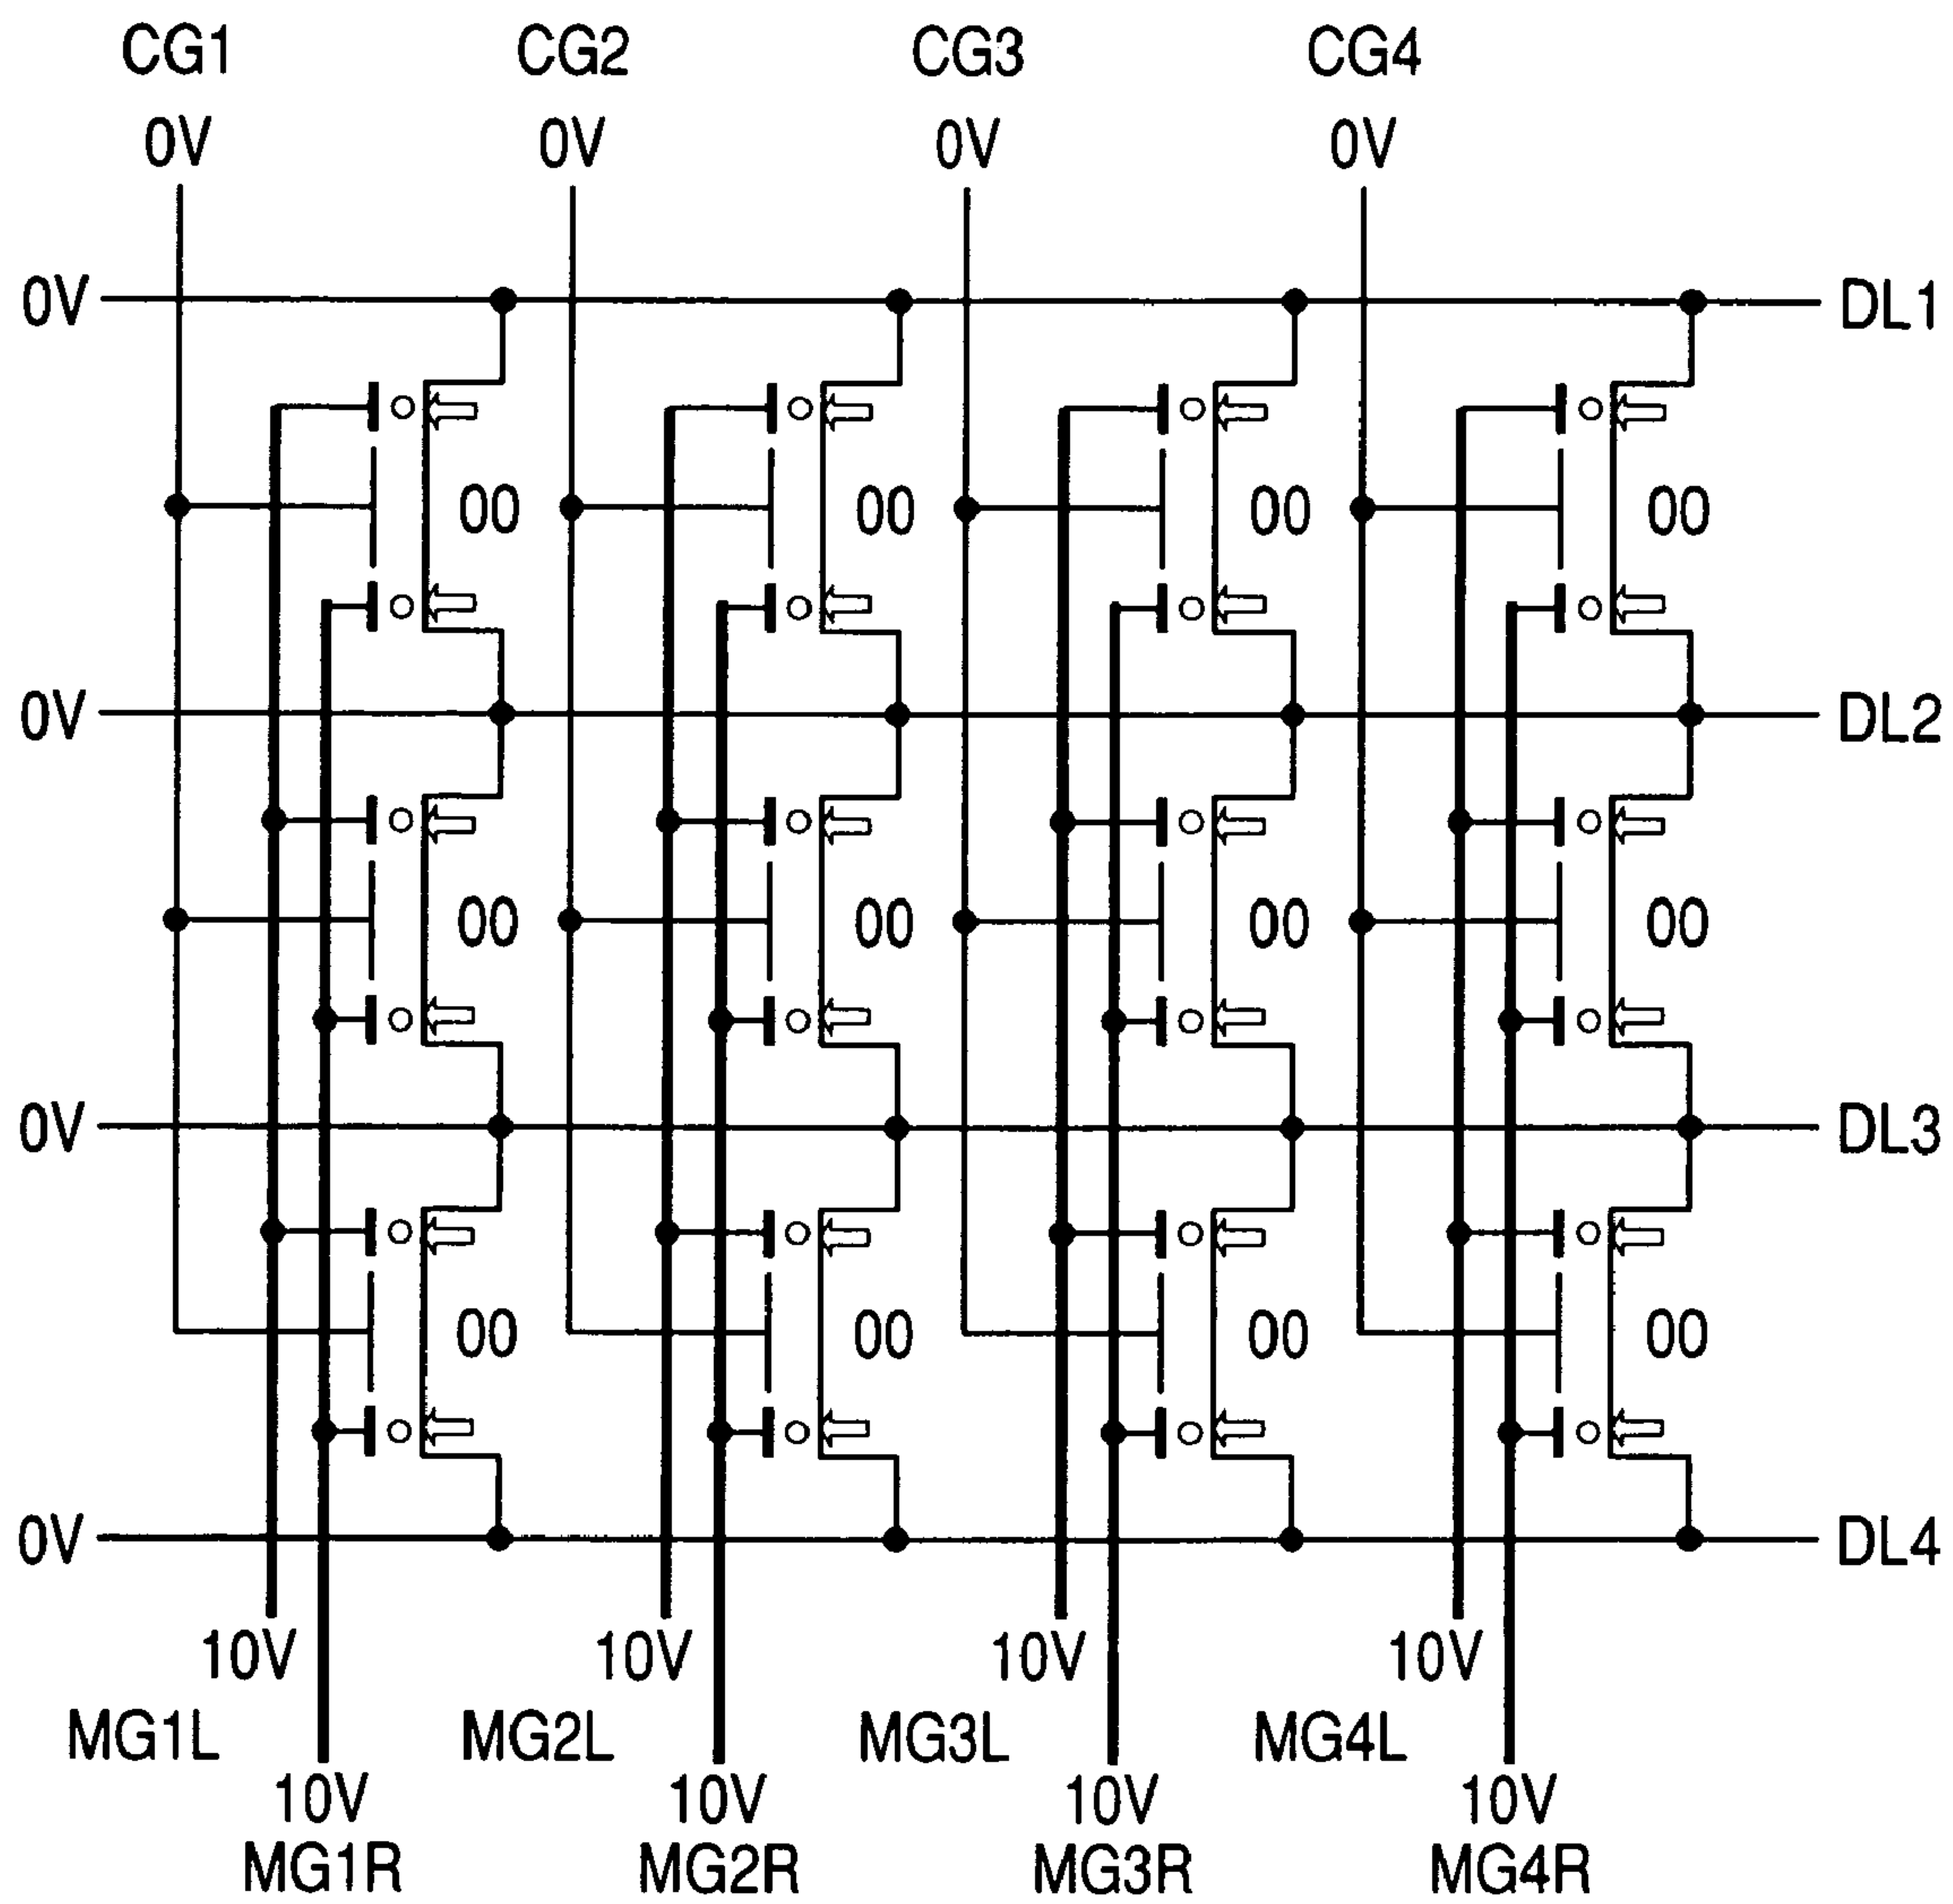 CG1 CG2 CG3 CG4
0V 0V 0V 0V
0V DL1
00 00 00 00
0V DL2
00 00 00 00
0V DL3
00 00 00 00
0V DL4
10V 10V 10V 10V
MG1L MG2L MG3L MG4L
10V 10V 10V 10V
MG1R MG2R MG3R MG4R